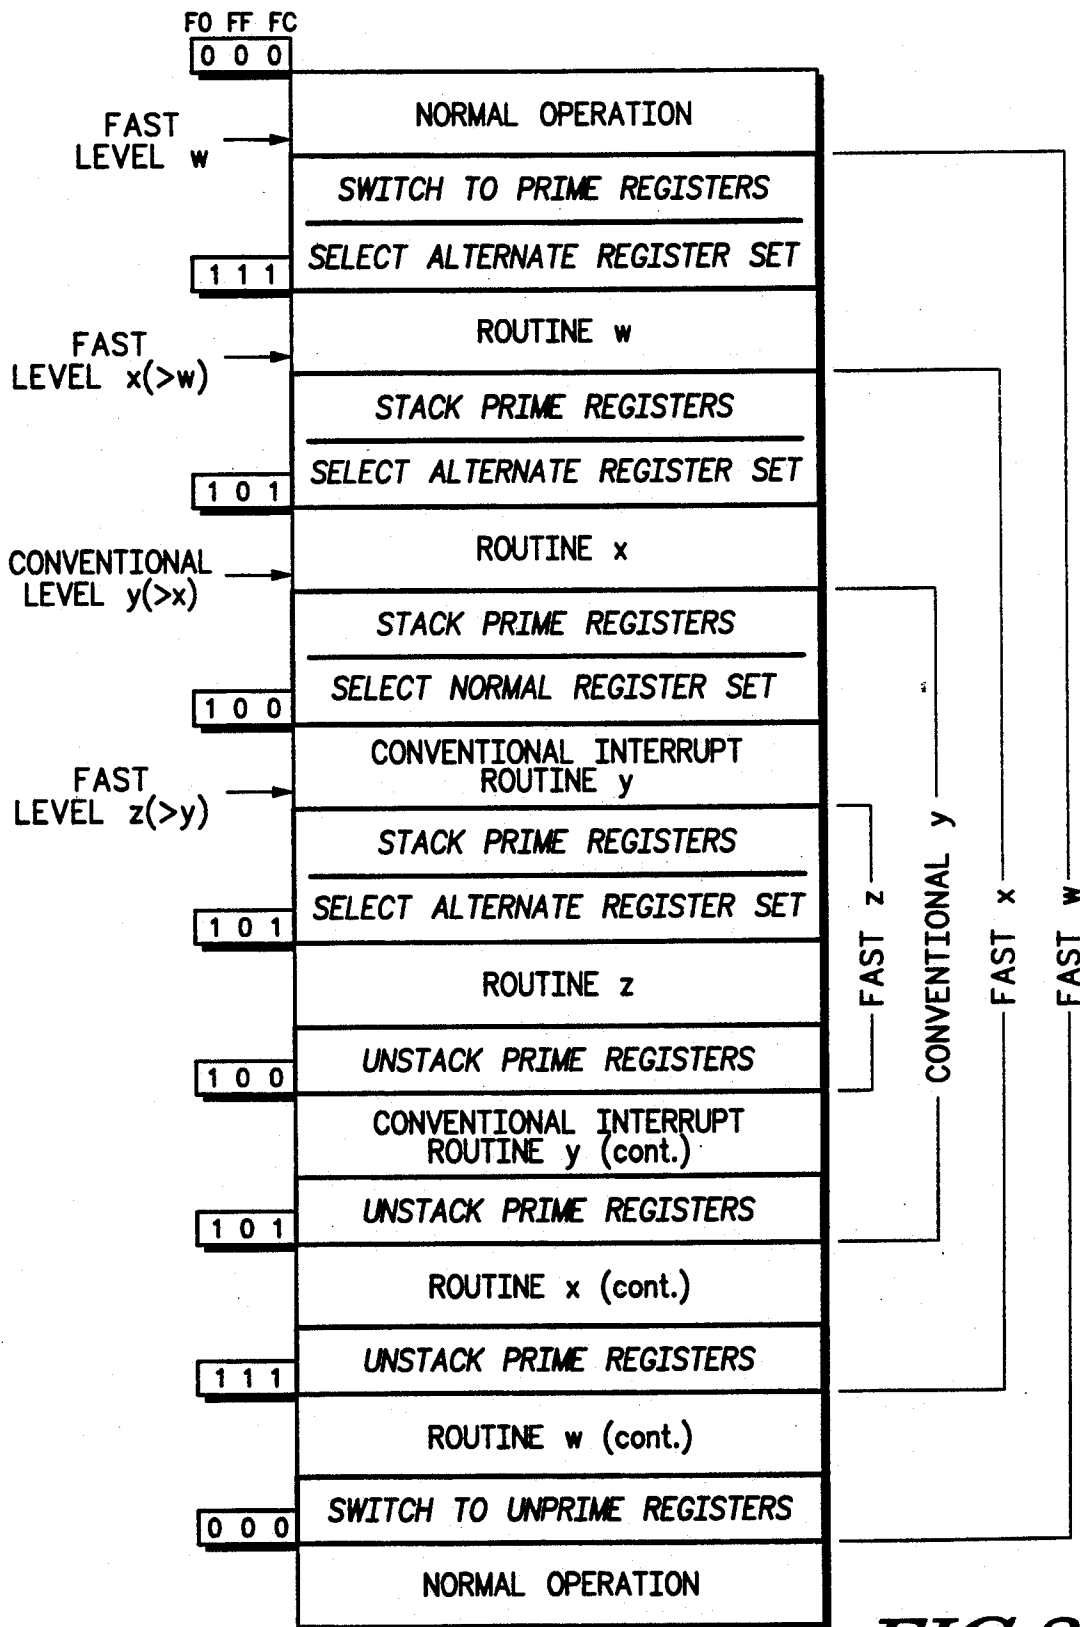 FO FF FC
0 0 0
NORMAL OPERATION
FAST
LEVEL w
SWITCH TO PRIME REGISTERS
SELECT ALTERNATE REGISTER SET
1 1 1
ROUTINE w
FAST
LEVEL x(>w)
STACK PRIME REGISTERS
SELECT ALTERNATE REGISTER SET
1 0 1
ROUTINE x
CONVENTIONAL
LEVEL y(>x)
STACK PRIME REGISTERS
SELECT NORMAL REGISTER SET
1 0 0
CONVENTIONAL INTERRUPT
ROUTINE y
FAST
LEVEL z(>y)
STACK PRIME REGISTERS
SELECT ALTERNATE REGISTER SET
1 0 1
ROUTINE z
UNSTACK PRIME REGISTERS
1 0 0
CONVENTIONAL INTERRUPT
ROUTINE y (cont.)
UNSTACK PRIME REGISTERS
1 0 1
ROUTINE x (cont.)
UNSTACK PRIME REGISTERS
1 1 1
ROUTINE w (cont.)
SWITCH TO UNPRIME REGISTERS
0 0 0
NORMAL OPERATION
FAST z
CONVENTIONAL y
FAST x
FAST w